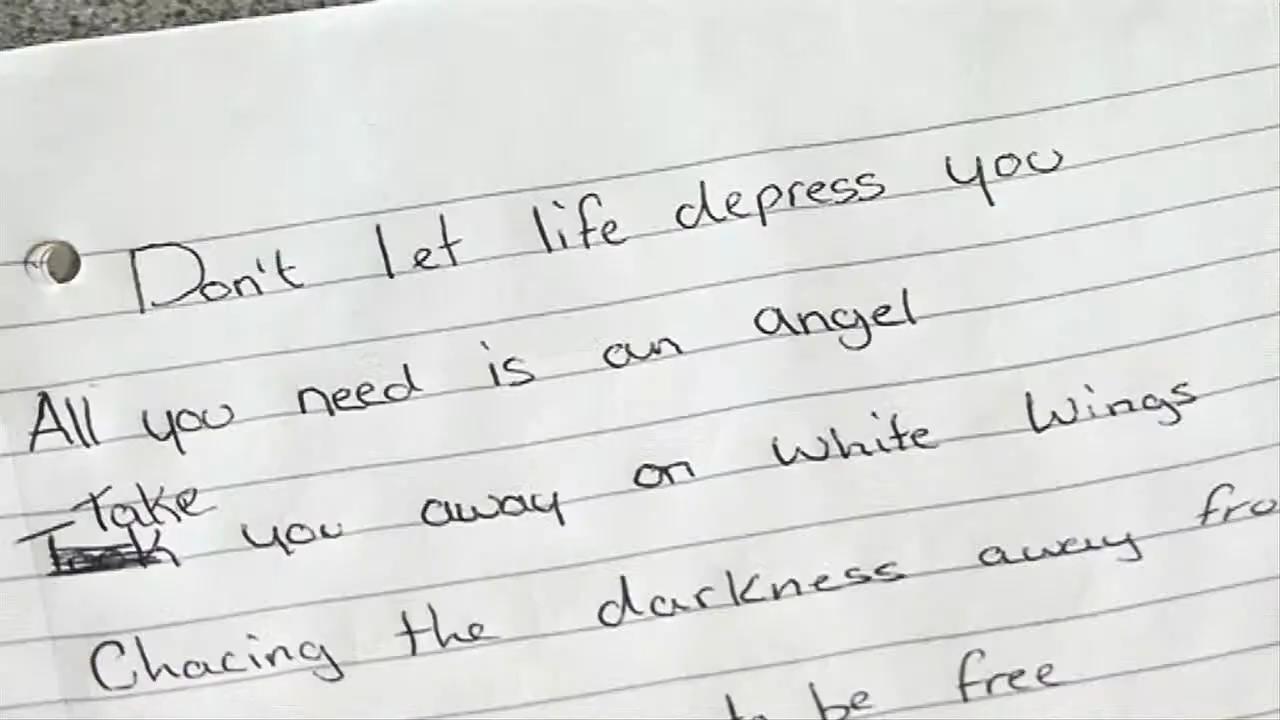 Don't let life depress you
All you need is an angel
Take
you away on white wings
Chacing the darkness away
be free